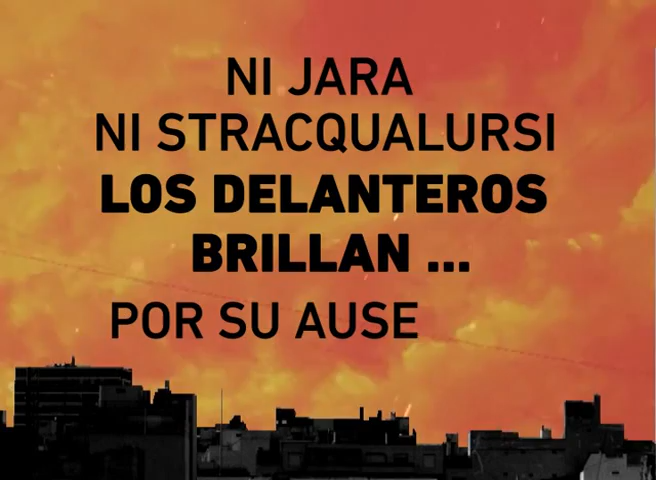 NI JARA
NI STRACQUALURSI
LOS DELANTEROS
BRILLAN ...
POR SU AUSE